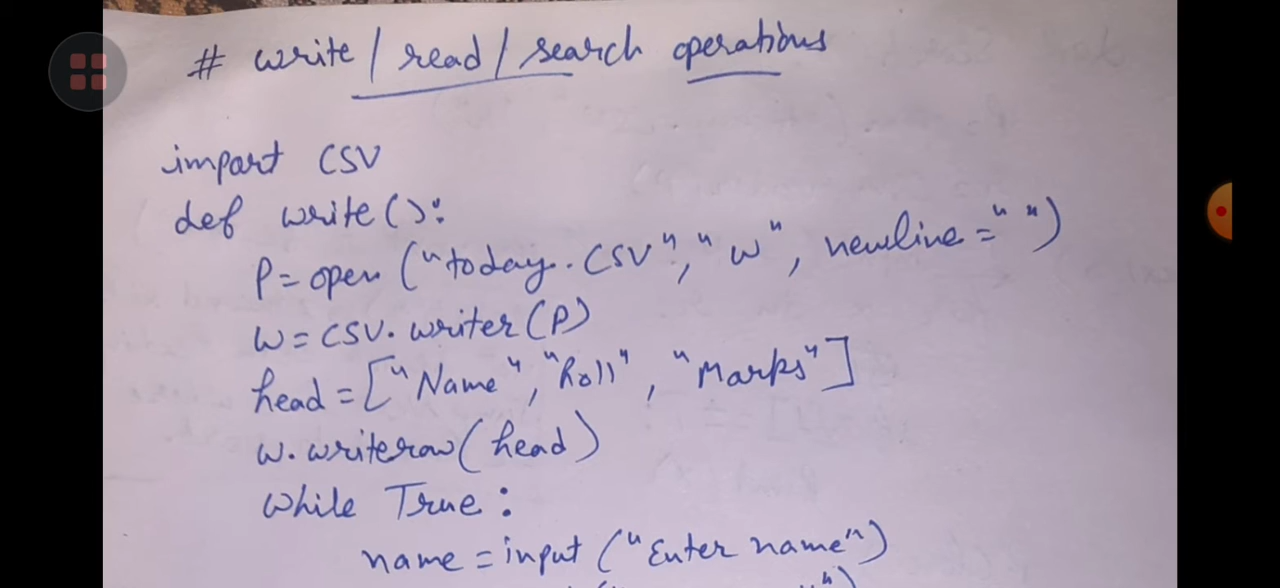 # write / read / search operations
import CSV
def write():
P=open ("today.CSV","w", newline="")
w=CSV.writer(P)
head=["Name","Roll","Marks"]
w.writerow(head)
while True:
name=input("Enter name")
")